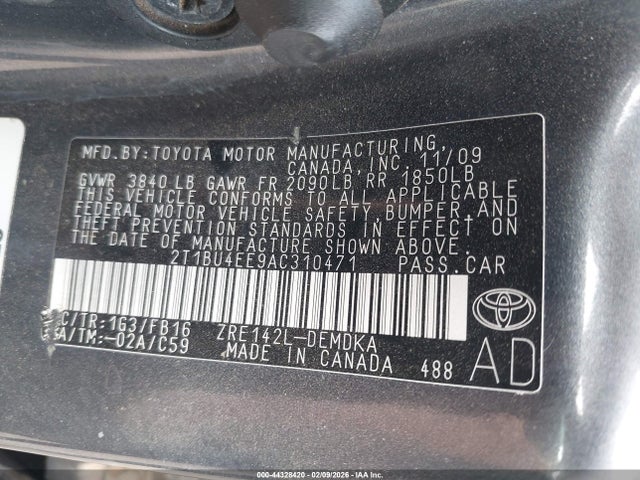 MFD.BY:TOYOTA MOTOR MANUFACTURING,
CANADA,INC.11/09
GVWR 3840 LB GAWR FR 2090LB RR 1850LB
THIS VEHICLE CONFORMS TO ALL APPLICABLE
FEDERAL MOTOR VEHICLE SAFETY,BUMPER,AND
THEFT PREVENTION STANDARDS IN EFFECT ON
THE DATE OF MANUFACTURE SHOWN ABOVE.
2T1BU4EE9AC310471 PASS.CAR
C/TR:1G3/FB16 ZRE142L-DEMDKA
A/TM:-02A/C59 MADE IN CANADA 488
AD
000-44328420 - 02/09/2026 - IAA Inc.